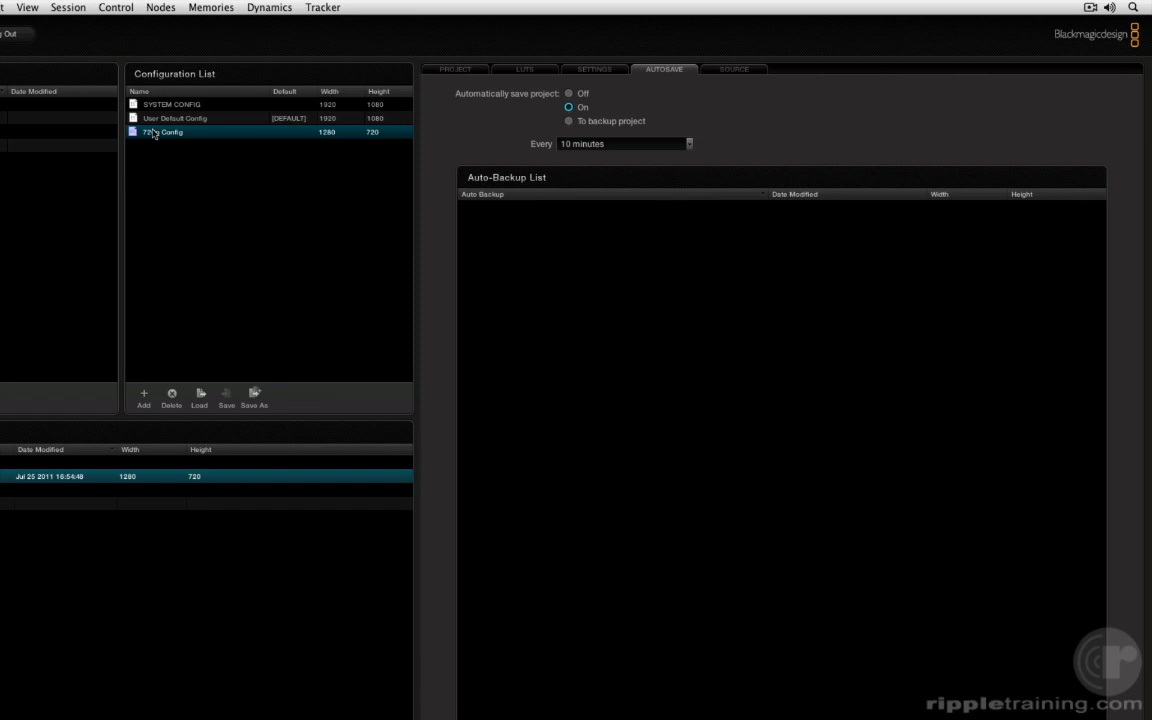 View Session Control Nodes Memories Dynamics Tracker
Out
Blackmagicdesign
Date Modified
Configuration List
Name Default Width Height
SYSTEM CONFIG 1920 1080
User Default Config [DEFAULT] 1920 1080
Config 1280 720
Add Delete Load Save Save As
Date Modified Width Height
Jul 25 2011 16:54:48 1280 720
PROJECT LUTS SETTINGS AUTOSAVE SOURCE
Automatically save project: Off
On
To backup project
Every 10 minutes
Auto-Backup List
Auto Backup Date Modified Width Height
rippletraining.com